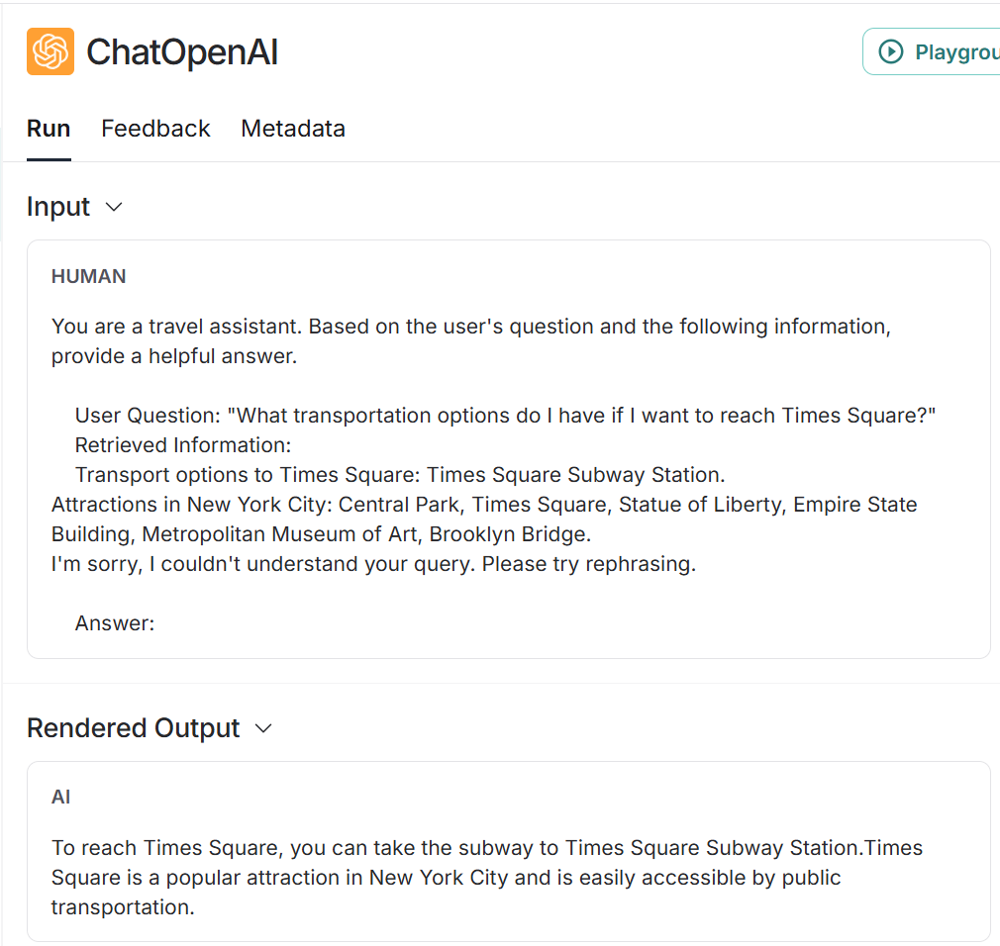 ChatOpenAI
Playgrou
Run Feedback Metadata
Input
HUMAN
You are a travel assistant. Based on the user's question and the following information,
provide a helpful answer.
User Question: "What transportation options do I have if I want to reach Times Square?"
Retrieved Information:
Transport options to Times Square: Times Square Subway Station.
Attractions in New York City: Central Park, Times Square, Statue of Liberty, Empire State
Building, Metropolitan Museum of Art, Brooklyn Bridge.
I'm sorry, I couldn't understand your query. Please try rephrasing.
Answer:
Rendered Output
AI
To reach Times Square, you can take the subway to Times Square Subway Station.Times
Square is a popular attraction in New York City and is easily accessible by public
transportation.